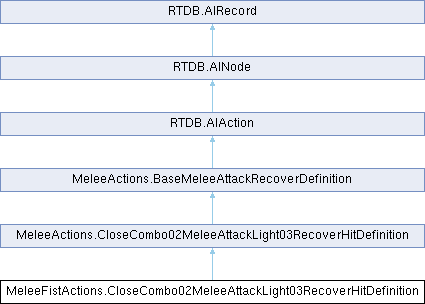 RTDB.AIRecord
RTDB.AINode
RTDB.AIAction
MeleeActions.BaseMeleeAttackRecoverDefinition
MeleeActions.CloseCombo02MeleeAttackLight03RecoverHitDefinition
MeleeFistActions.CloseCombo02MeleeAttackLight03RecoverHitDefinition